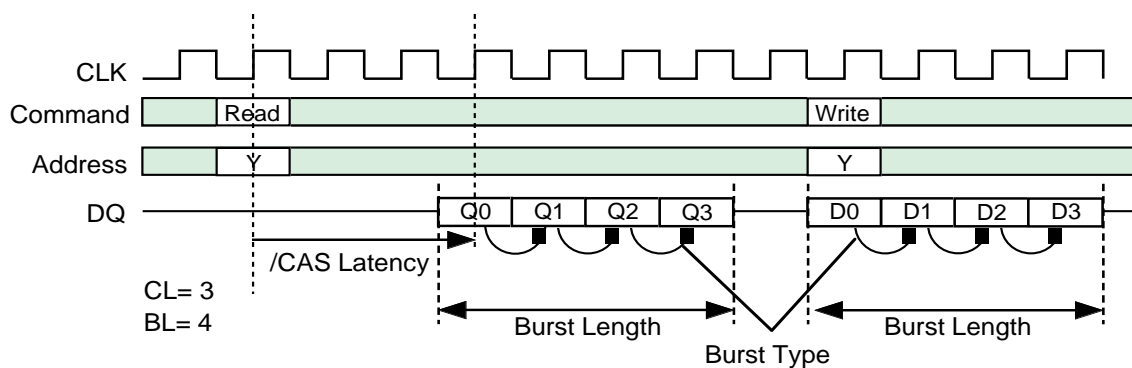 CLK
Command Read Write
Address Y Y
DQ Q0 Q1 Q2 Q3 D0 D1 D2 D3
/CAS Latency
CL= 3
BL= 4
Burst Length Burst Length
Burst Type